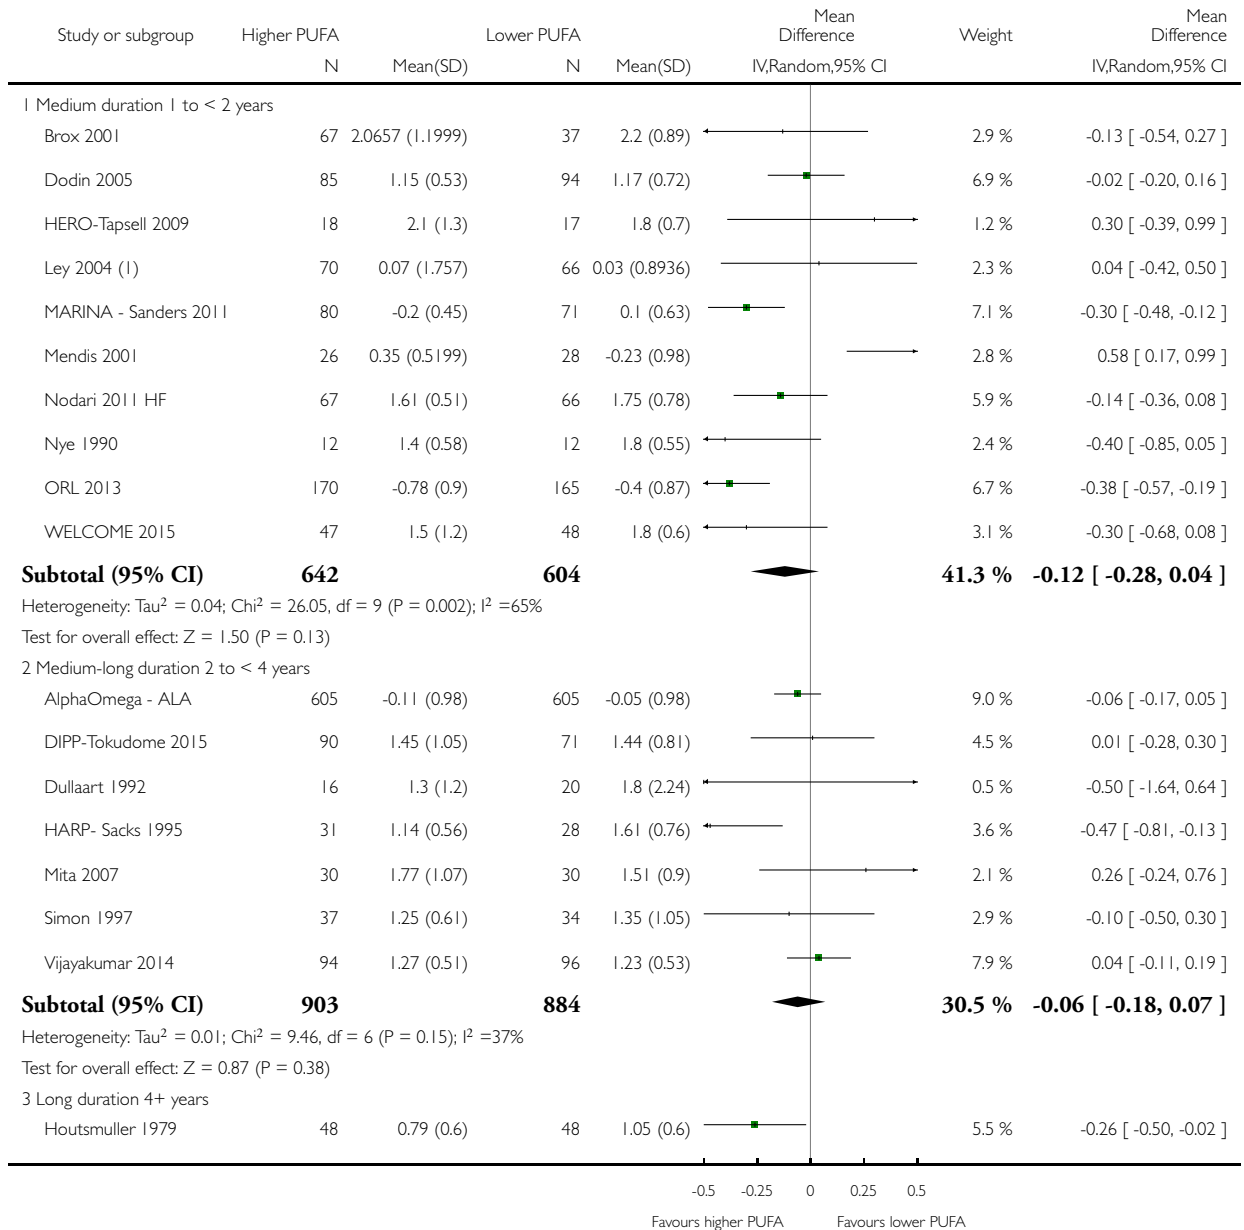 Mean Mean
Study or subgroup Higher PUFA Lower PUFA Difference Weight Difference
N Mean(SD) N Mean(SD) IV,Random,95% CI IV,Random,95% CI
1 Medium duration 1 to < 2 years
Brox 2001 67 2.0657 (1.1999) 37 2.2 (0.89) 2.9 % -0.13 [ -0.54, 0.27 ]
Dodin 2005 85 1.15 (0.53) 94 1.17 (0.72) 6.9 % -0.02 [ -0.20, 0.16 ]
HERO-Tapsell 2009 18 2.1 (1.3) 17 1.8 (0.7) 1.2 % 0.30 [ -0.39, 0.99 ]
Ley 2004 (1) 70 0.07 (1.757) 66 0.03 (0.8936) 2.3 % 0.04 [ -0.42, 0.50 ]
MARINA - Sanders 2011 80 -0.2 (0.45) 71 0.1 (0.63) 7.1 % -0.30 [ -0.48, -0.12 ]
Mendis 2001 26 0.35 (0.5199) 28 -0.23 (0.98) 2.8 % 0.58 [ 0.17, 0.99 ]
Nodari 2011 HF 67 1.61 (0.51) 66 1.75 (0.78) 5.9 % -0.14 [ -0.36, 0.08 ]
Nye 1990 12 1.4 (0.58) 12 1.8 (0.55) 2.4 % -0.40 [ -0.85, 0.05 ]
ORL 2013 170 -0.78 (0.9) 165 -0.4 (0.87) 6.7 % -0.38 [ -0.57, -0.19 ]
WELCOME 2015 47 1.5 (1.2) 48 1.8 (0.6) 3.1 % -0.30 [ -0.68, 0.08 ]
Subtotal (95% CI) 642 604 41.3 % -0.12 [ -0.28, 0.04 ]
Heterogeneity: Tau² = 0.04; Chi² = 26.05, df = 9 (P = 0.002); I² =65%
Test for overall effect: Z = 1.50 (P = 0.13)
2 Medium-long duration 2 to < 4 years
AlphaOmega - ALA 605 -0.11 (0.98) 605 -0.05 (0.98) 9.0 % -0.06 [ -0.17, 0.05 ]
DIPP-Tokudome 2015 90 1.45 (1.05) 71 1.44 (0.81) 4.5 % 0.01 [ -0.28, 0.30 ]
Dullaart 1992 16 1.3 (1.2) 20 1.8 (2.24) 0.5 % -0.50 [ -1.64, 0.64 ]
HARP- Sacks 1995 31 1.14 (0.56) 28 1.61 (0.76) 3.6 % -0.47 [ -0.81, -0.13 ]
Mita 2007 30 1.77 (1.07) 30 1.51 (0.9) 2.1 % 0.26 [ -0.24, 0.76 ]
Simon 1997 37 1.25 (0.61) 34 1.35 (1.05) 2.9 % -0.10 [ -0.50, 0.30 ]
Vijayakumar 2014 94 1.27 (0.51) 96 1.23 (0.53) 7.9 % 0.04 [ -0.11, 0.19 ]
Subtotal (95% CI) 903 884 30.5 % -0.06 [ -0.18, 0.07 ]
Heterogeneity: Tau² = 0.01; Chi² = 9.46, df = 6 (P = 0.15); I² =37%
Test for overall effect: Z = 0.87 (P = 0.38)
3 Long duration 4+ years
Houtsmuller 1979 48 0.79 (0.6) 48 1.05 (0.6) 5.5 % -0.26 [ -0.50, -0.02 ]
-0.5 -0.25 0 0.25 0.5
Favours higher PUFA Favours lower PUFA